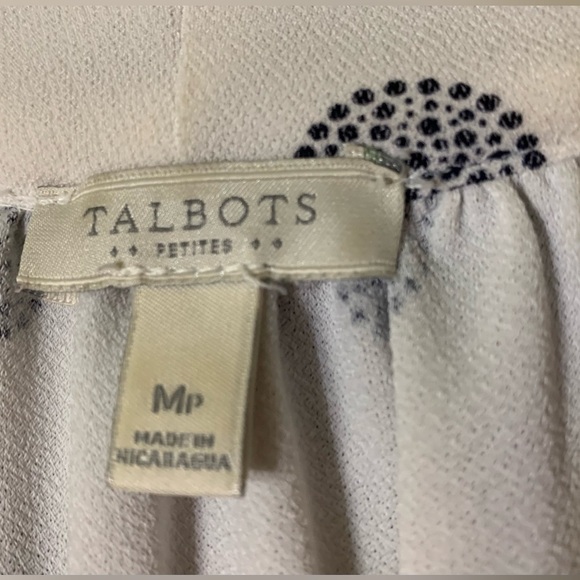 TALBOTS
PETITES
MP
MADE IN
NICARAGUA